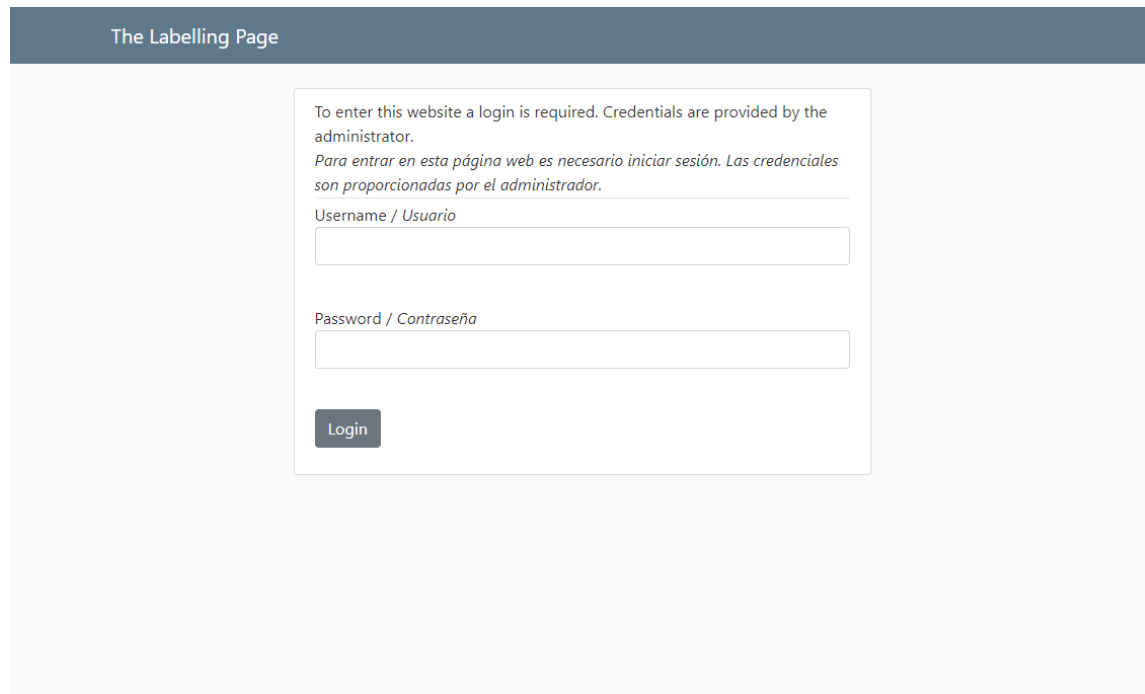 The Labelling Page
To enter this website a login is required. Credentials are provided by the
administrator.
Para entrar en esta página web es necesario iniciar sesión. Las credenciales
son proporcionadas por el administrador.
Username / Usuario
Password / Contraseña
Login